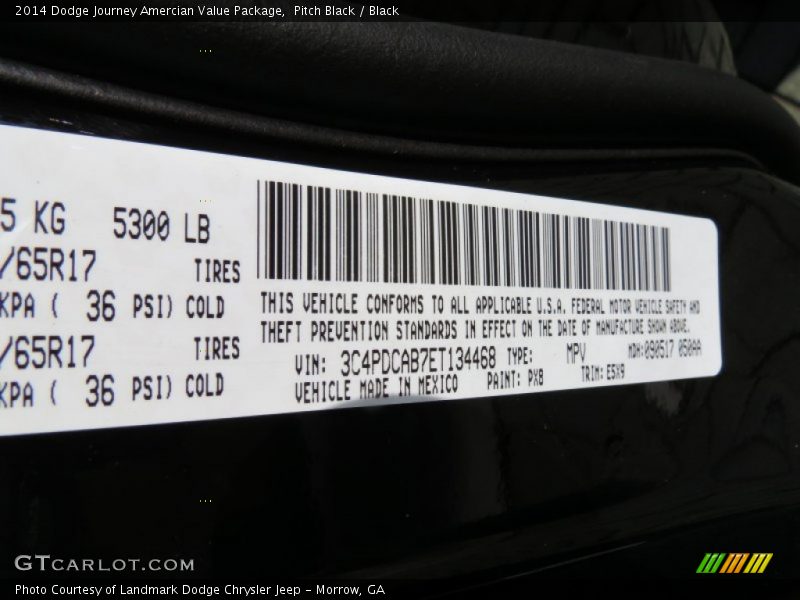 2014 Dodge Journey Amercian Value Package,  Pitch Black / Black
5 KG 5300 LB
/65R17 TIRES
KPA ( 36 PSI) COLD
/65R17 TIRES
KPA ( 36 PSI) COLD
THIS VEHICLE CONFORMS TO ALL APPLICABLE U.S.A. FEDERAL MOTOR VEHICLE SAFETY AND
THEFT PREVENTION STANDARDS IN EFFECT ON THE DATE OF MANUFACTURE SHOWN ABOVE.
VIN: 3C4PDCAB7ET134468 TYPE: MPV MDH:090517 050AA
VEHICLE MADE IN MEXICO PAINT: PX8 TRIM:E5X9
GTCARLOT.COM
Photo Courtesy of Landmark Dodge Chrysler Jeep – Morrow, GA